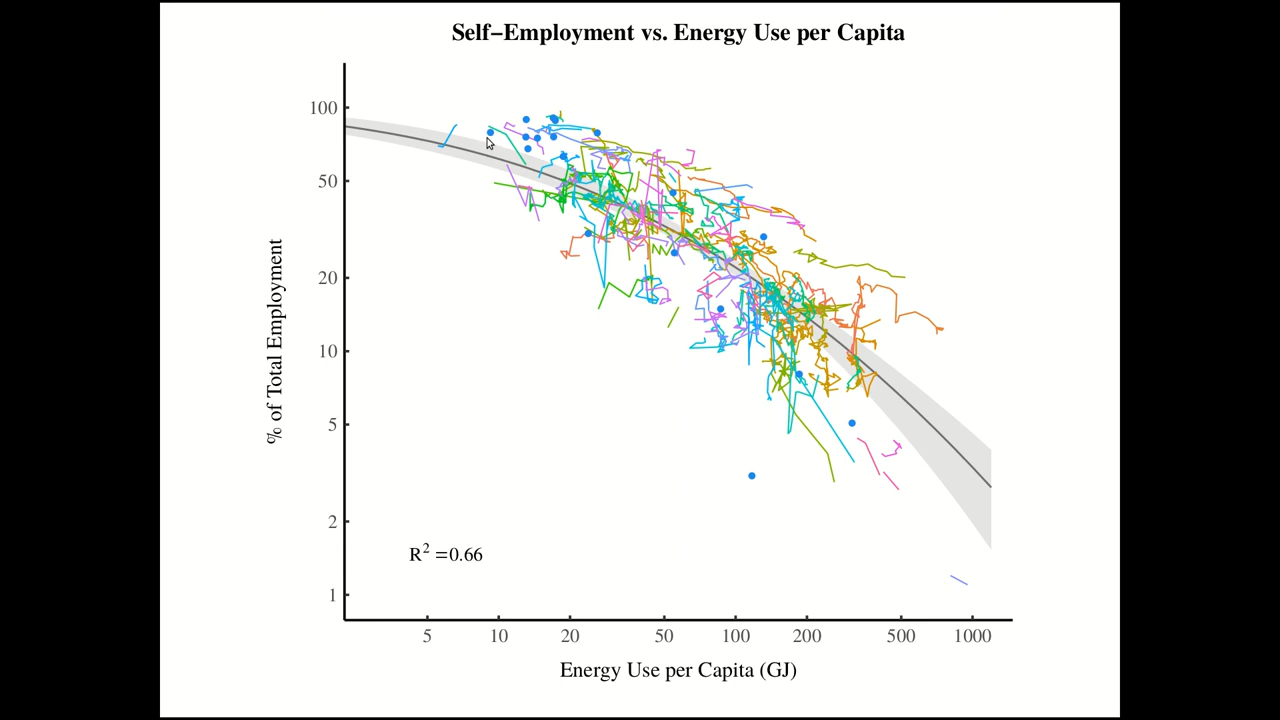 Self−Employment vs. Energy Use per Capita
% of Total Employment
100
50
20
10
5
2
1
R² =0.66
5 10 20 50 100 200 500 1000
Energy Use per Capita (GJ)